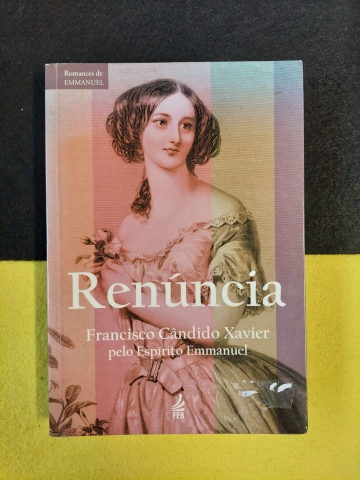 Romances de
EMMANUEL
Renúncia
Francisco Cândido Xavier
pelo Espírito Emmanuel
FEB